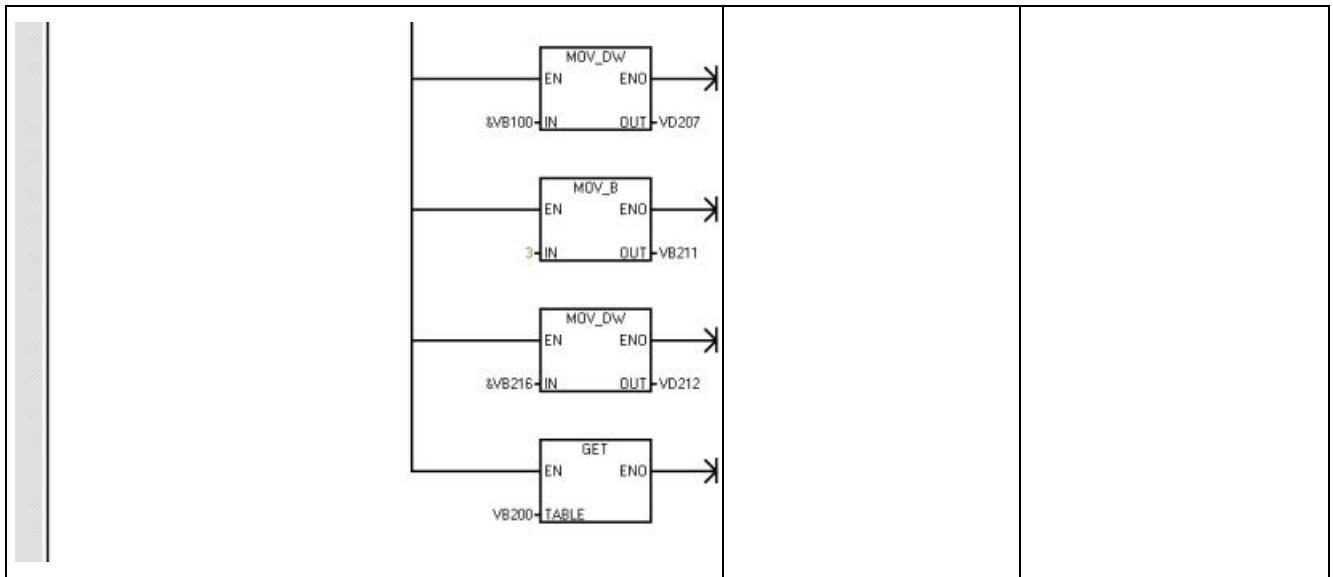 MOV_DW
EN ENO
&VB100 IN OUT VD207
MOV_B
EN ENO
3 IN OUT VB211
MOV_DW
EN ENO
&VB216 IN OUT VD212
GET
EN ENO
VB200 TABLE